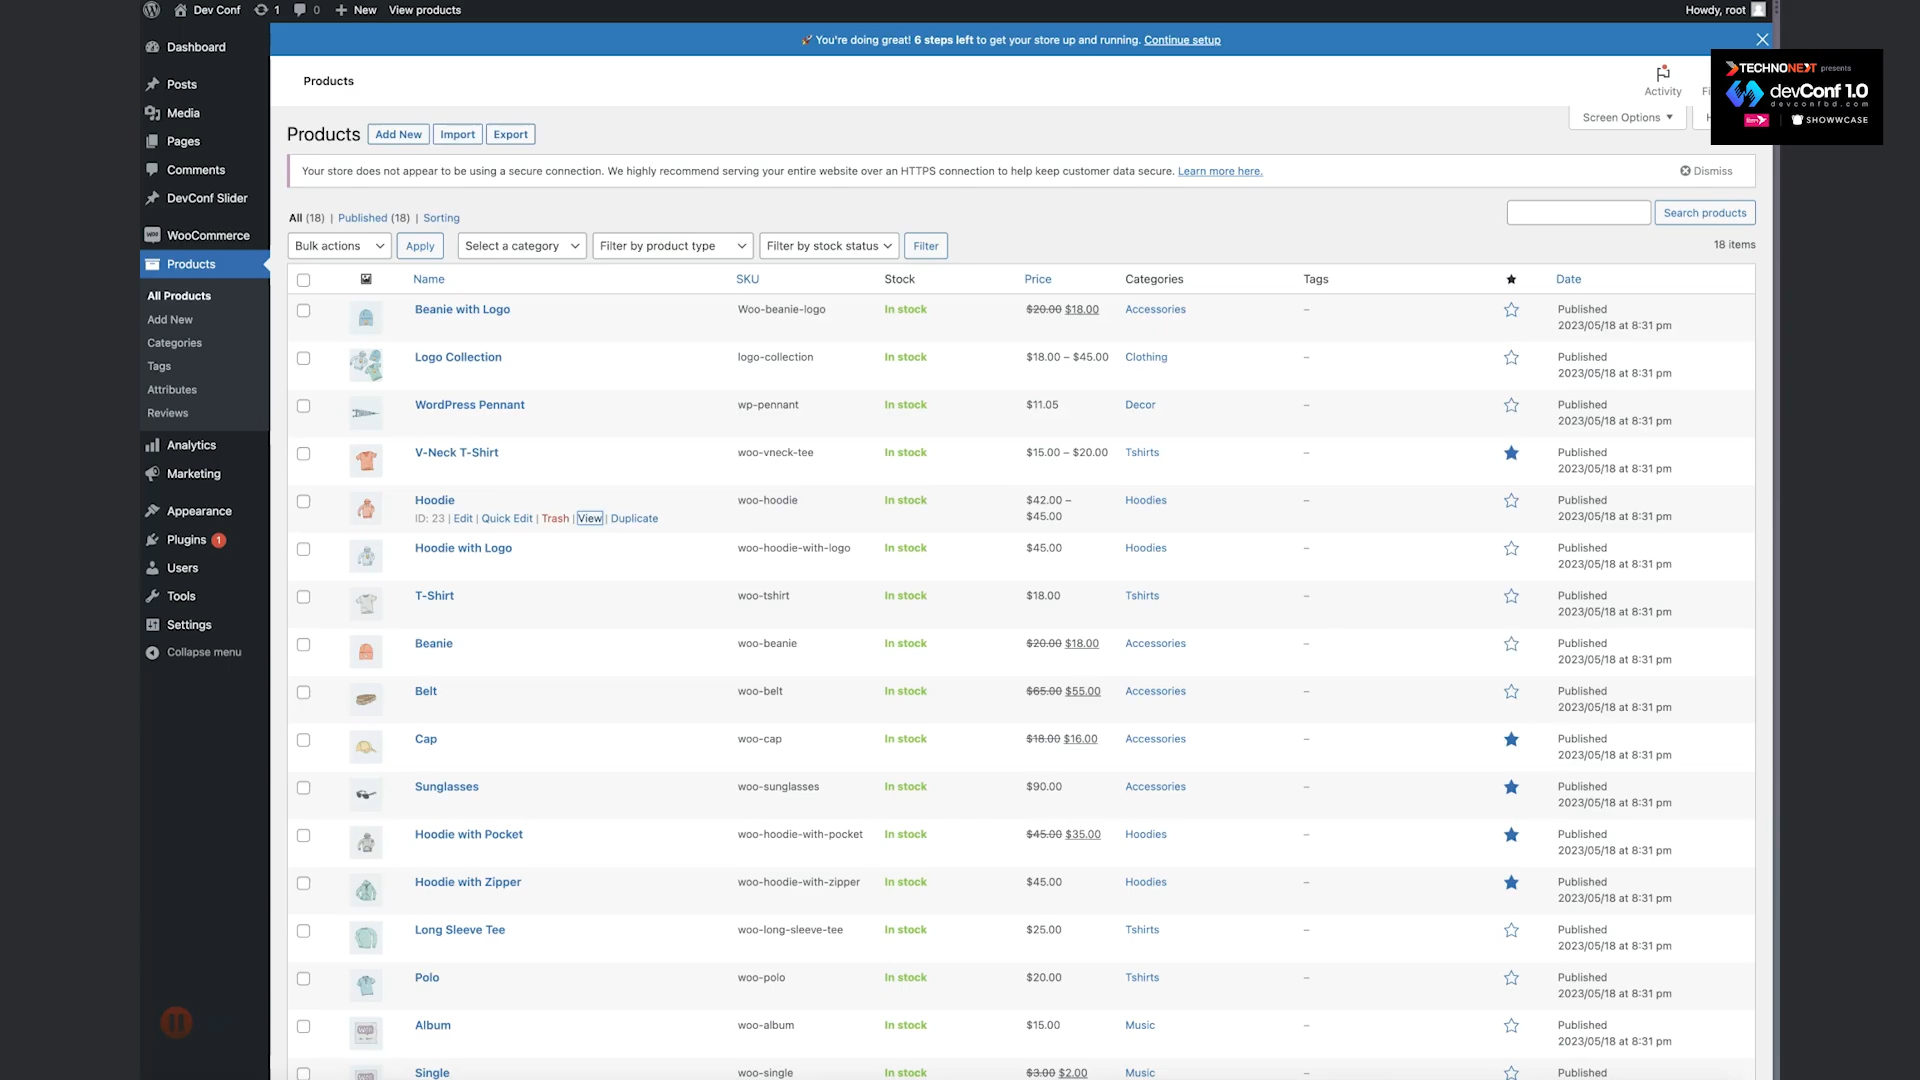 Dev Conf 1 0 New View products Howdy, root
🚀 You're doing great! 6 steps left to get your store up and running. Continue setup
TECHNONEXT presents
devConf 1.0
devconfbd.com
SHOWWCASE
Dashboard
Posts
Media
Pages
Comments
DevConf Slider
WooCommerce
Products
All Products
Add New
Categories
Tags
Attributes
Reviews
Analytics
Marketing
Appearance
Plugins 1
Users
Tools
Settings
Collapse menu
Products
Activity Fi
Screen Options ▼ H
Products Add New Import Export
Your store does not appear to be using a secure connection. We highly recommend serving your entire website over an HTTPS connection to help keep customer data secure. Learn more here. Dismiss
All (18) | Published (18) | Sorting
Search products
Bulk actions Apply Select a category Filter by product type Filter by stock status Filter
18 items
Name SKU Stock Price Categories Tags ★ Date
Beanie with Logo Woo-beanie-logo In stock $20.00 $18.00 Accessories – Published
2023/05/18 at 8:31 pm
Logo Collection logo-collection In stock $18.00 – $45.00 Clothing – Published
2023/05/18 at 8:31 pm
WordPress Pennant wp-pennant In stock $11.05 Decor – Published
2023/05/18 at 8:31 pm
V-Neck T-Shirt woo-vneck-tee In stock $15.00 – $20.00 Tshirts – Published
2023/05/18 at 8:31 pm
Hoodie woo-hoodie In stock $42.00 – Hoodies – Published
ID: 23 | Edit | Quick Edit | Trash | View | Duplicate $45.00 2023/05/18 at 8:31 pm
Hoodie with Logo woo-hoodie-with-logo In stock $45.00 Hoodies – Published
2023/05/18 at 8:31 pm
T-Shirt woo-tshirt In stock $18.00 Tshirts – Published
2023/05/18 at 8:31 pm
Beanie woo-beanie In stock $20.00 $18.00 Accessories – Published
2023/05/18 at 8:31 pm
Belt woo-belt In stock $65.00 $55.00 Accessories – Published
2023/05/18 at 8:31 pm
Cap woo-cap In stock $18.00 $16.00 Accessories – Published
2023/05/18 at 8:31 pm
Sunglasses woo-sunglasses In stock $90.00 Accessories – Published
2023/05/18 at 8:31 pm
Hoodie with Pocket woo-hoodie-with-pocket In stock $45.00 $35.00 Hoodies – Published
2023/05/18 at 8:31 pm
Hoodie with Zipper woo-hoodie-with-zipper In stock $45.00 Hoodies – Published
2023/05/18 at 8:31 pm
Long Sleeve Tee woo-long-sleeve-tee In stock $25.00 Tshirts – Published
2023/05/18 at 8:31 pm
Polo woo-polo In stock $20.00 Tshirts – Published
2023/05/18 at 8:31 pm
Album woo-album In stock $15.00 Music – Published
2023/05/18 at 8:31 pm
Single woo-single In stock $3.00 $2.00 Music – Published